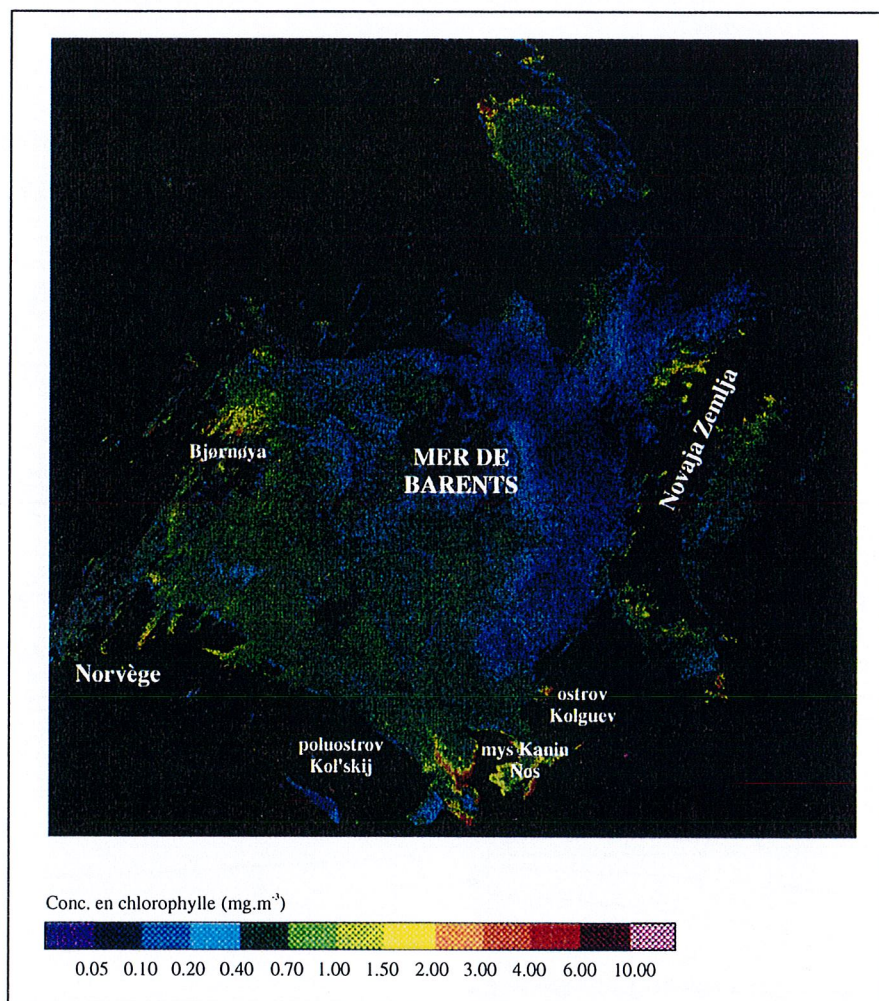 Bjørnøya
MER DE
BARENTS
Novaja Zemlja
Norvège
ostrov
Kolguev
poluostrov
Kol'skij
mys Kanin
Nos
Conc. en chlorophylle (mg.m⁻³)
0.05 0.10 0.20 0.40 0.70 1.00 1.50 2.00 3.00 4.00 6.00 10.00